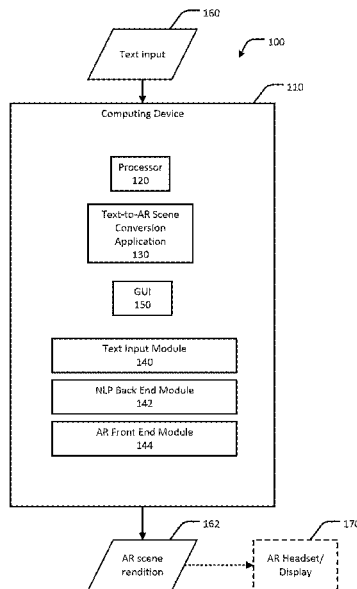 160
Text input
100
110
Computing Device
Processor
120
Text-to-AR Scene
Conversion
Application
130
GUI
150
Text Input Module
140
NLP Back End Module
142
AR Front End Module
144
162
170
AR scene
rendition
AR Headset/
Display